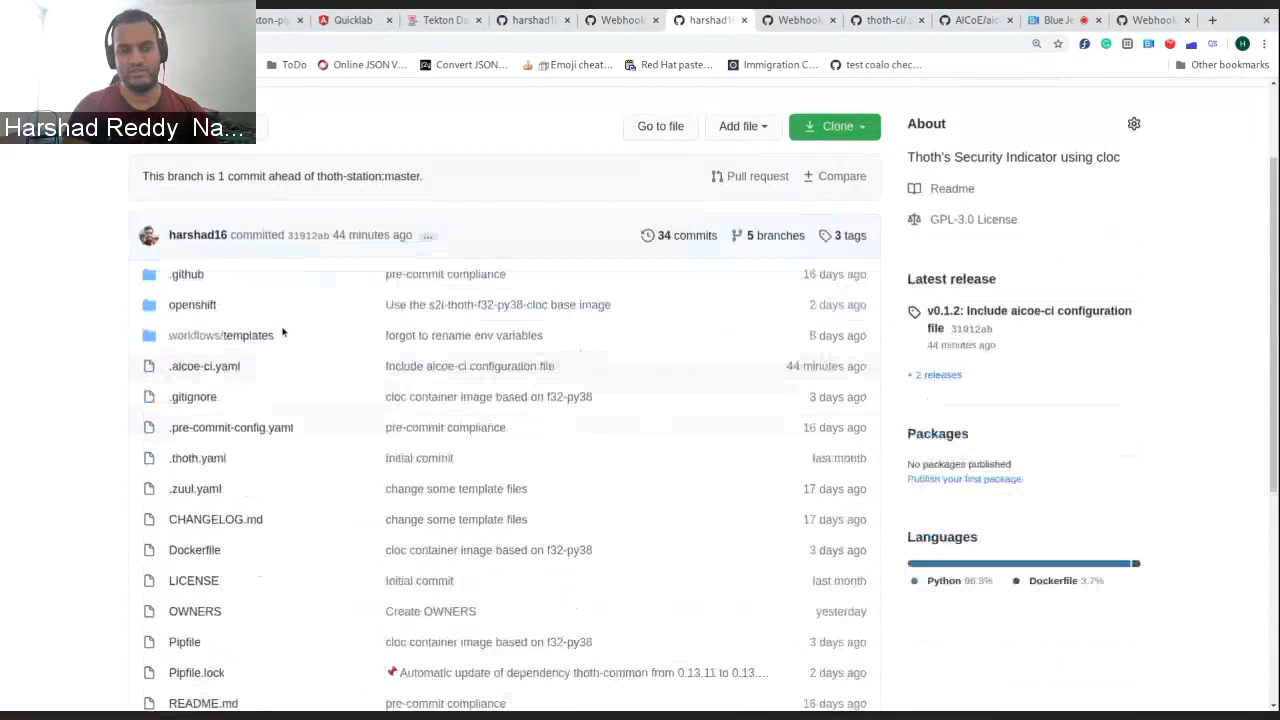 kton-pip
Quicklab
Tekton Da
harshad1
Webhook
harshad1
Webhook
thoth-ci/.
AICoE/aic
Blue Je
Webhook
ToDo
Online JSON V...
Convert JSON...
Emoji cheat...
Red Hat paste...
Immigration C...
test coalo chec...
Other bookmarks
Harshad Reddy Na...
Go to file
Add file
Clone
About
This branch is 1 commit ahead of thoth-station:master.
Pull request
Compare
Thoth's Security Indicator using cloc
Readme
GPL-3.0 License
harshad16 committed 31912ab 44 minutes ago ...
34 commits
5 branches
3 tags
.github pre-commit compliance 16 days ago
openshift Use the s2i-thoth-f32-py38-cloc base image 2 days ago
workflows/templates forgot to rename env variables 8 days ago
.aicoe-ci.yaml Include aicoe-ci configuration file 44 minutes ago
.gitignore cloc container image based on f32-py38 3 days ago
.pre-commit-config.yaml pre-commit compliance 16 days ago
.thoth.yaml Initial commit last month
.zuul.yaml change some template files 17 days ago
CHANGELOG.md change some template files 17 days ago
Dockerfile cloc container image based on f32-py38 3 days ago
LICENSE Initial commit last month
OWNERS Create OWNERS yesterday
Pipfile cloc container image based on f32-py38 3 days ago
Pipfile.lock 📌 Automatic update of dependency thoth-common from 0.13.11 to 0.13.… 2 days ago
README.md pre-commit compliance 16 days ago
Latest release
v0.1.2: Include aicoe-ci configuration
file 31912ab
44 minutes ago
+ 2 releases
Packages
No packages published
Publish your first package.
Languages
Python 96.3%
Dockerfile 3.7%